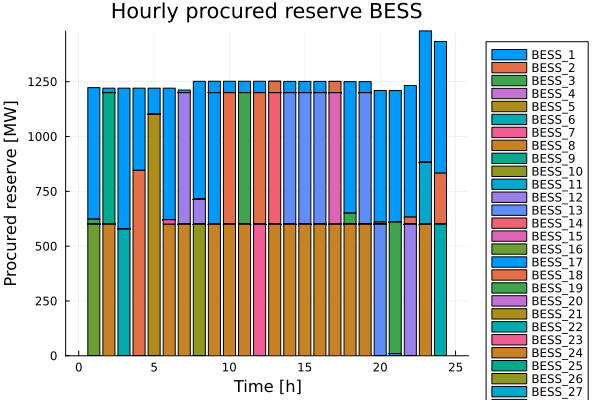 Hourly procured reserve BESS
Procured reserve [MW]
1250
1000
750
500
250
0
0 5 10 15 20 25
Time [h]
BESS_1
BESS_2
BESS_3
BESS_4
BESS_5
BESS_6
BESS_7
BESS_8
BESS_9
BESS_10
BESS_11
BESS_12
BESS_13
BESS_14
BESS_15
BESS_16
BESS_17
BESS_18
BESS_19
BESS_20
BESS_21
BESS_22
BESS_23
BESS_24
BESS_25
BESS_26
BESS_27